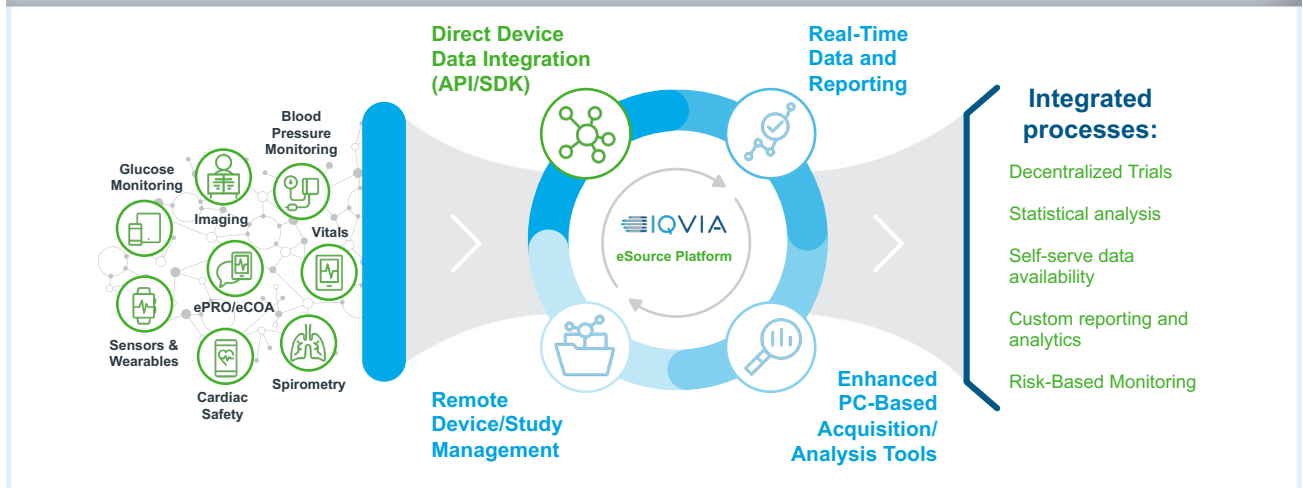 Direct Device
Data Integration
(API/SDK)
Real-Time
Data and
Reporting
Blood
Pressure
Monitoring
Glucose
Monitoring
Imaging
Vitals
ePRO/eCOA
Sensors &
Wearables
Cardiac
Safety
Spirometry
IQVIA
eSource Platform
Remote
Device/Study
Management
Enhanced
PC-Based
Acquisition/
Analysis Tools
Integrated
processes:
Decentralized Trials
Statistical analysis
Self-serve data
availability
Custom reporting and
analytics
Risk-Based Monitoring